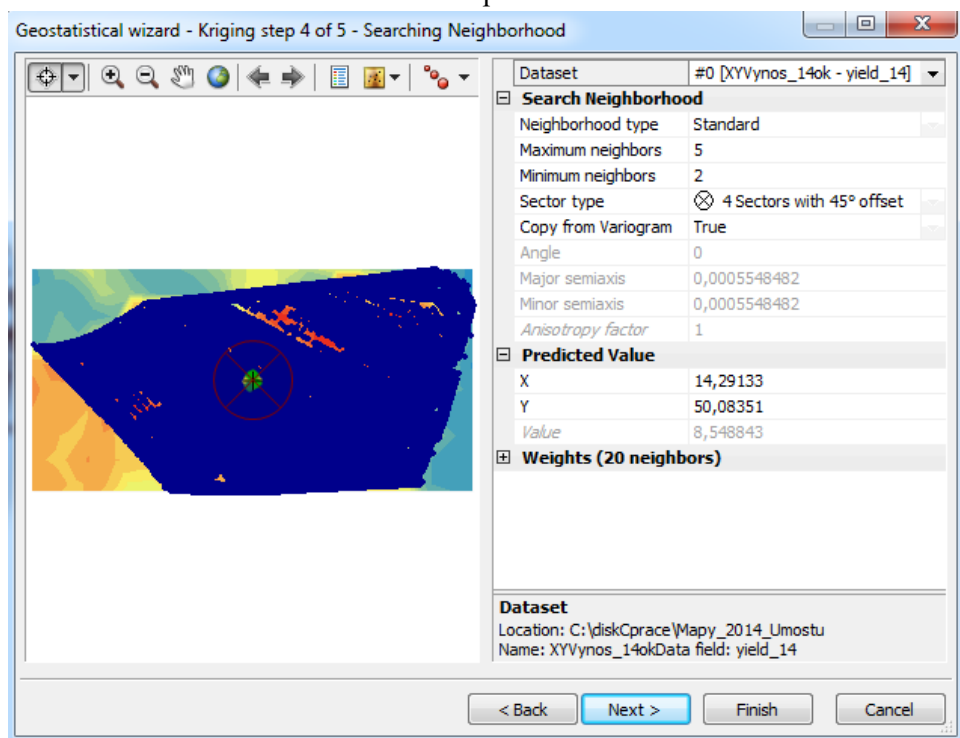 Geostatistical wizard - Kriging step 4 of 5 - Searching Neighborhood
Dataset #0 [XYVynos_14ok - yield_14]
Search Neighborhood
Neighborhood type Standard
Maximum neighbors 5
Minimum neighbors 2
Sector type 4 Sectors with 45° offset
Copy from Variogram True
Angle 0
Major semiaxis 0,0005548482
Minor semiaxis 0,0005548482
Anisotropy factor 1
Predicted Value
X 14,29133
Y 50,08351
Value 8,548843
Weights (20 neighbors)
Dataset
Location: C:\diskCprace\Mapy_2014_Umostu
Name: XYVynos_14okData field: yield_14
< Back Next > Finish Cancel